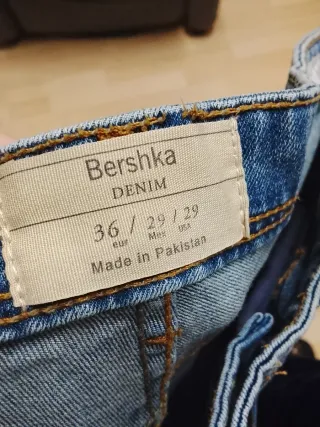 Bershka
DENIM
36 / 29 / 29
eur Mex USA
Made in Pakistan